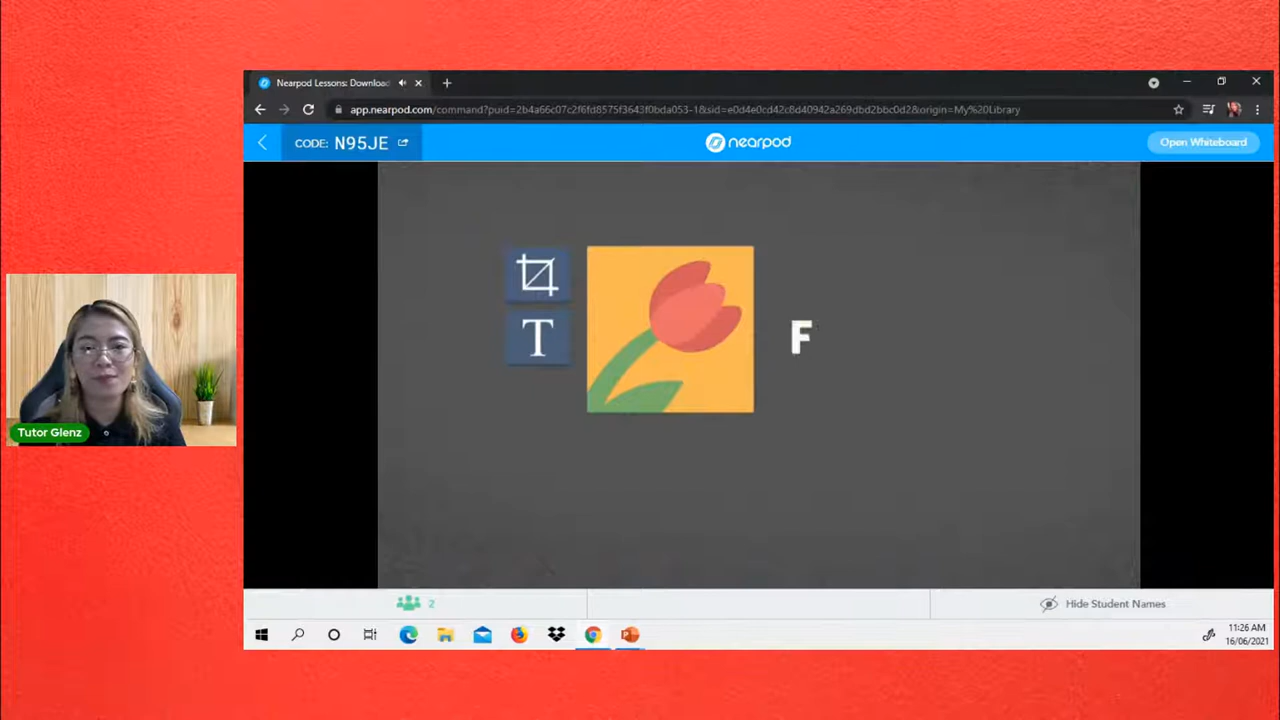 Nearpod Lessons: Download
app.nearpod.com/command?puid=2b4a66c07c2f6fd8575f3643f0bda053-1&sid=e0d4e0cd42c8d40942a269dbd2bbc0d2&origin=My%20Library
CODE: N95JE
nearpod
Open Whiteboard
T
F
Tutor Glenz
2
Hide Student Names
11:26 AM
16/06/2021